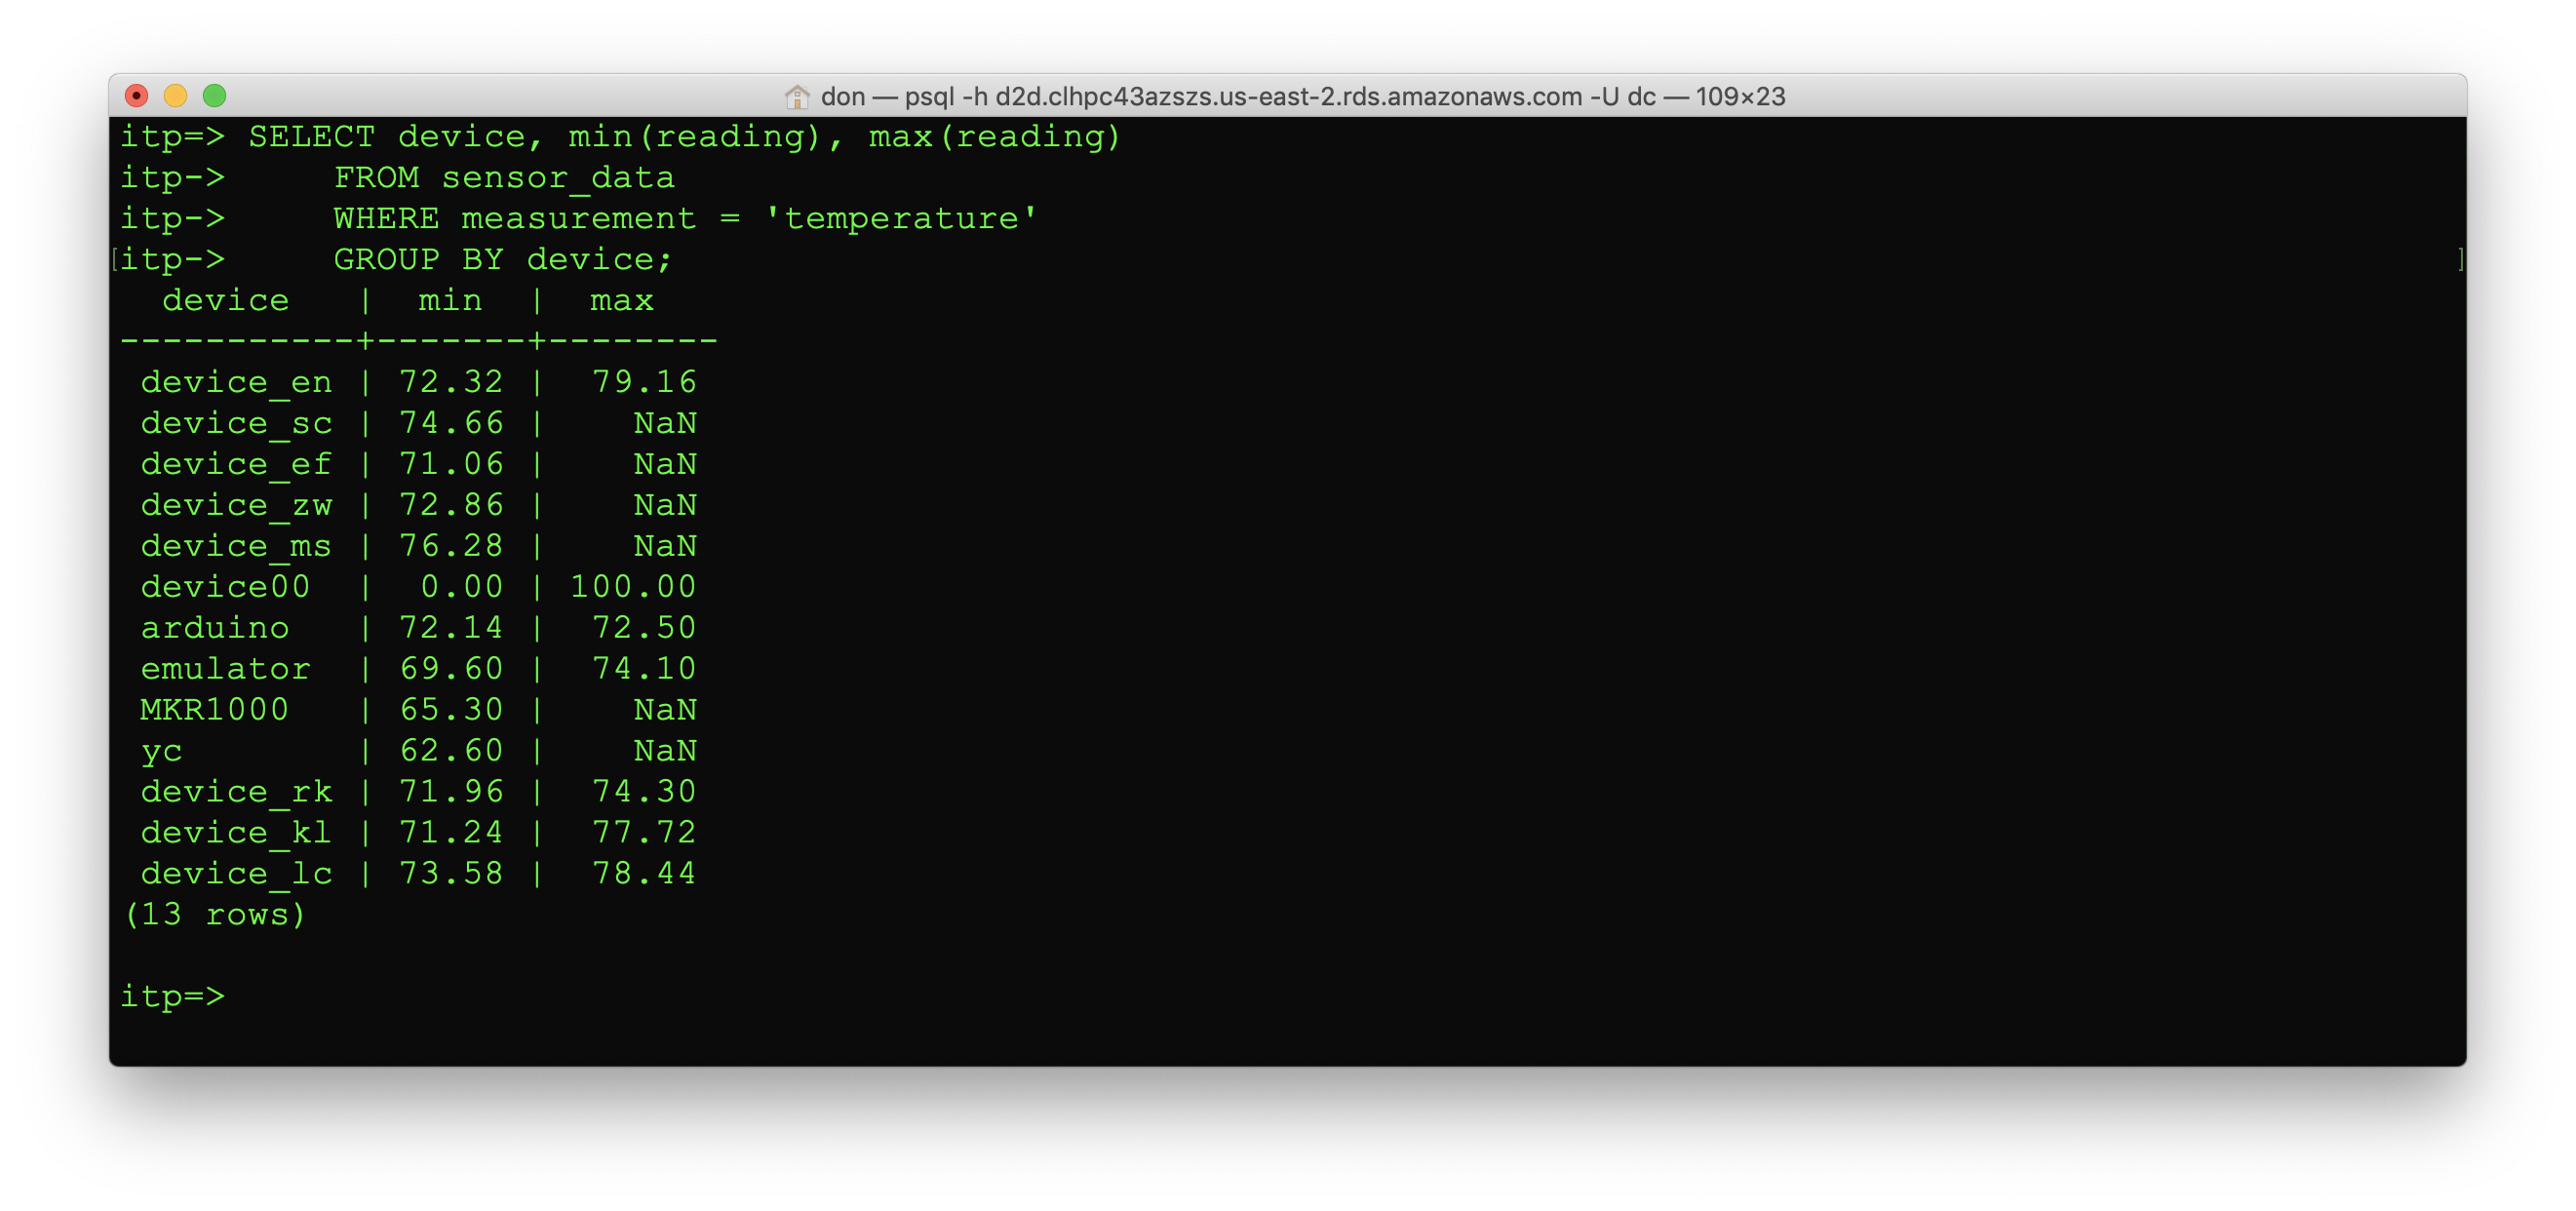 don — psql -h d2d.clhpc43azszs.us-east-2.rds.amazonaws.com -U dc — 109×23
itp=> SELECT device, min(reading), max(reading)
itp->     FROM sensor_data
itp->     WHERE measurement = 'temperature'
[itp->     GROUP BY device;]
  device   |  min  |  max
-----------+-------+--------
 device_en | 72.32 |  79.16
 device_sc | 74.66 |    NaN
 device_ef | 71.06 |    NaN
 device_zw | 72.86 |    NaN
 device_ms | 76.28 |    NaN
 device00  |  0.00 | 100.00
 arduino   | 72.14 |  72.50
 emulator  | 69.60 |  74.10
 MKR1000   | 65.30 |    NaN
 yc        | 62.60 |    NaN
 device_rk | 71.96 |  74.30
 device_kl | 71.24 |  77.72
 device_lc | 73.58 |  78.44
(13 rows)
itp=>